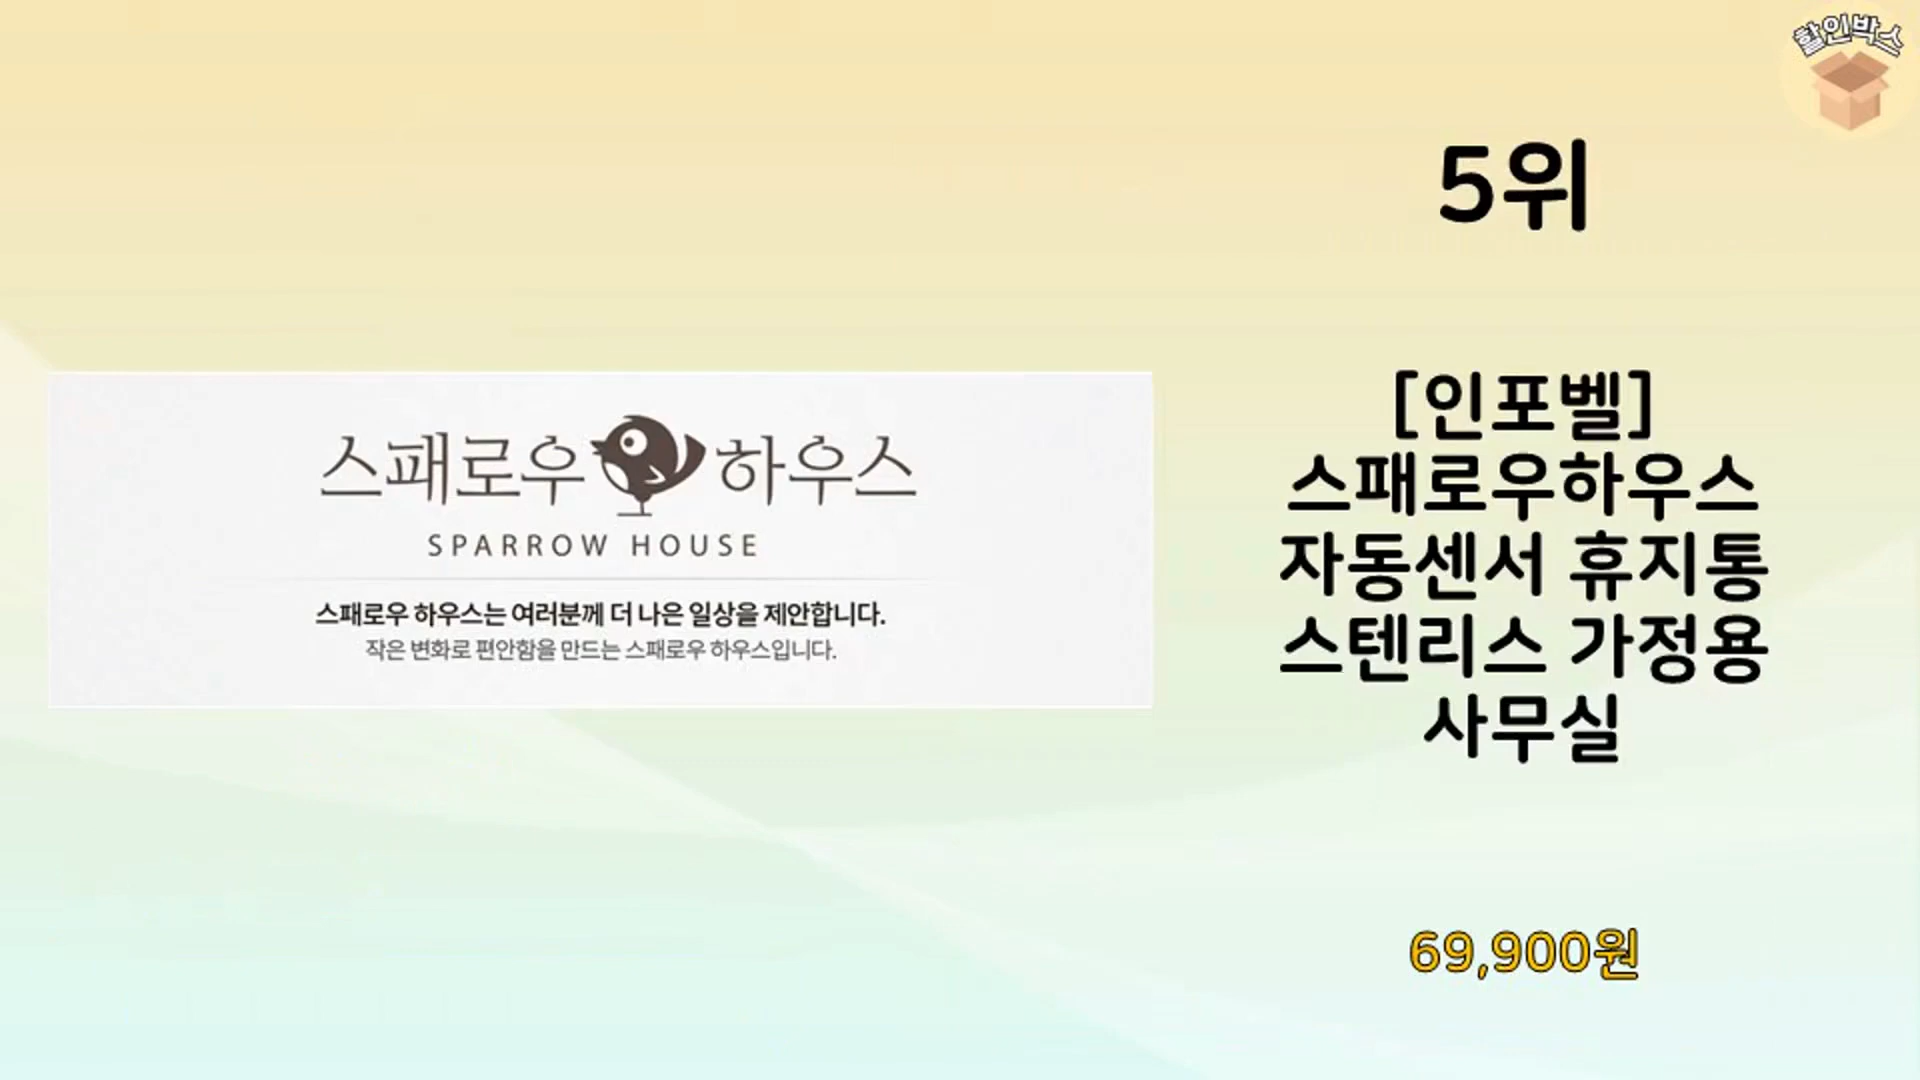 할인박스
5위
스패로우 하우스
SPARROW HOUSE
스패로우 하우스는 여러분께 더 나은 일상을 제안합니다.
작은 변화로 편안함을 만드는 스패로우 하우스입니다.
[인포벨]
스패로우하우스
자동센서 휴지통
스텐리스 가정용
사무실
69,900원